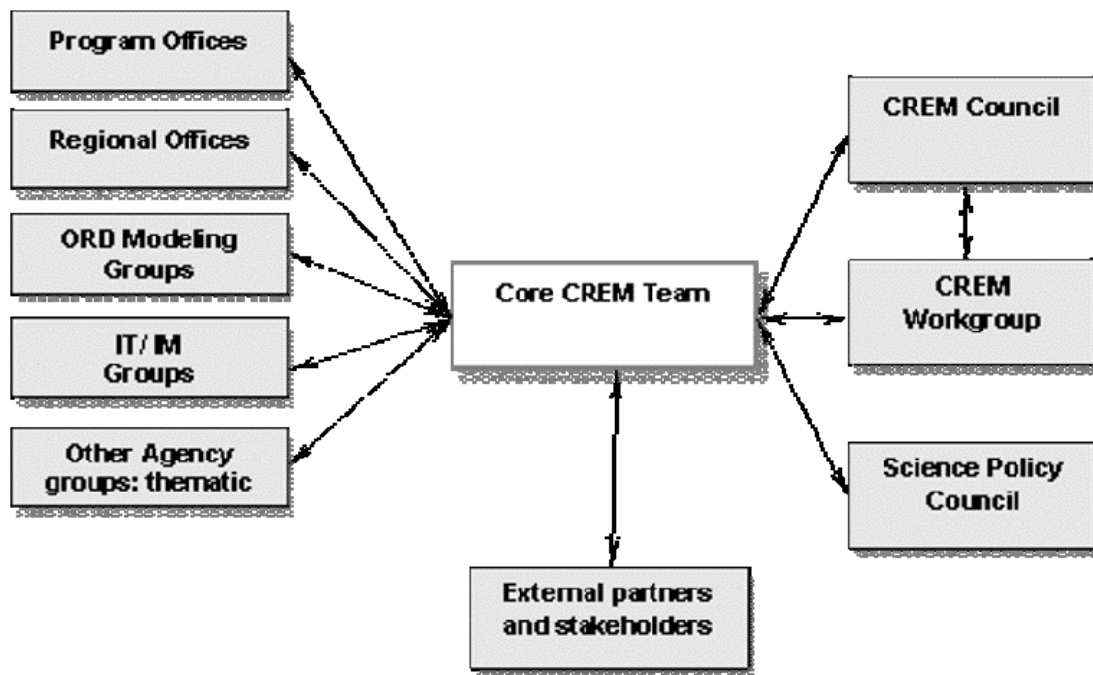 Program Offices
Regional Offices
ORD Modeling
Groups
IT/ IM
Groups
Other Agency
groups: thematic
Core CREM Team
External partners
and stakeholders
CREM Council
CREM
Workgroup
Science Policy
Council